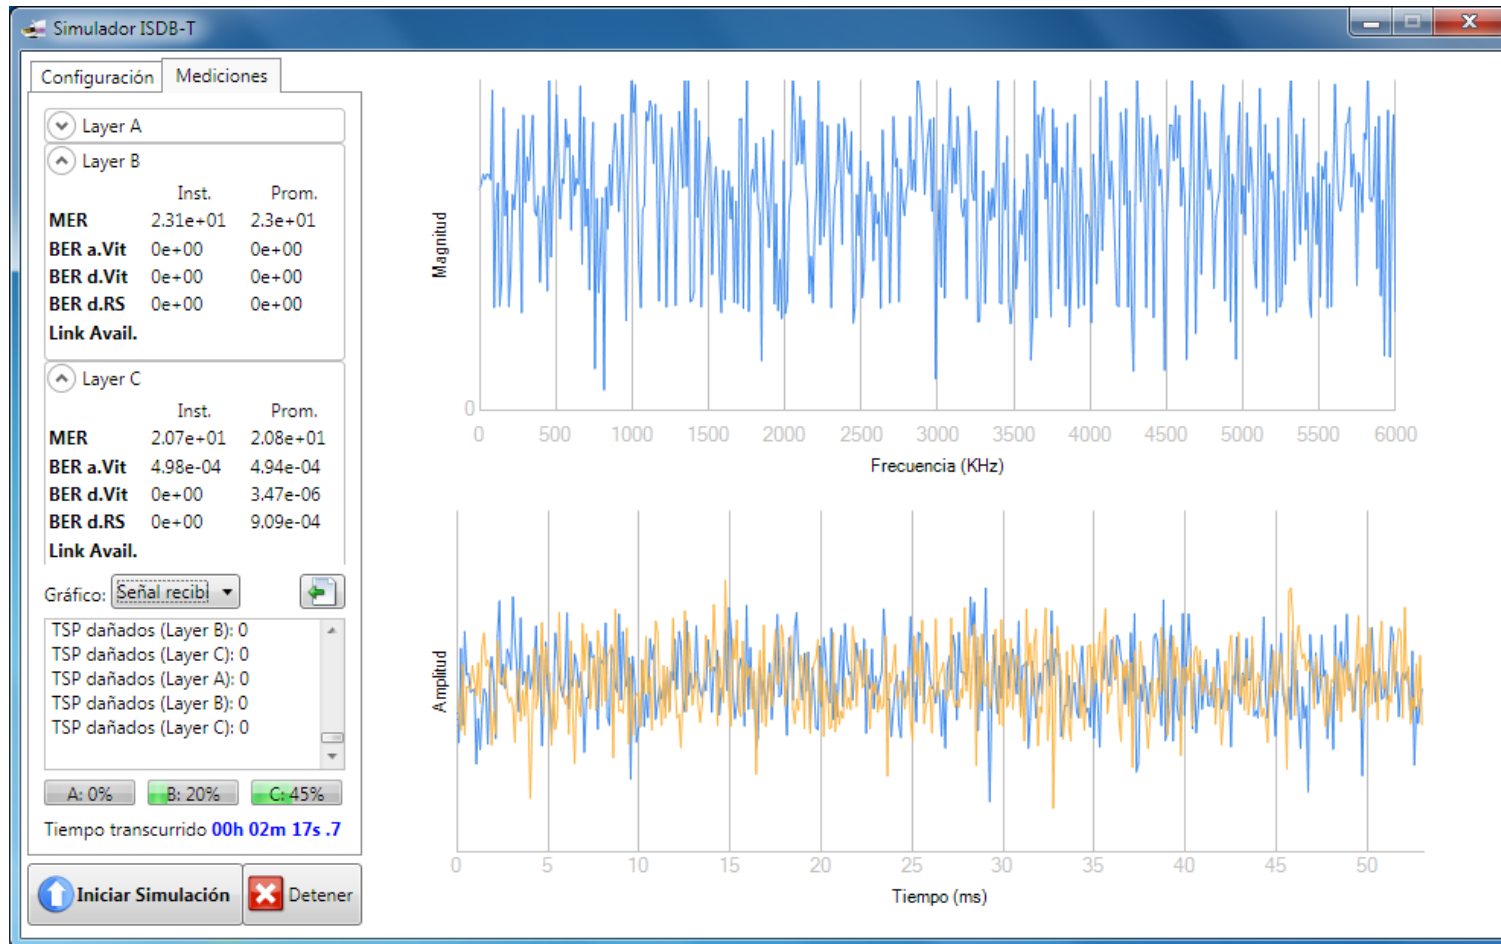 Simulador ISDB-T
Configuración Mediciones
Layer A
Layer B
Inst. Prom.
MER 2.31e+01 2.3e+01
BER a.Vit 0e+00 0e+00
BER d.Vit 0e+00 0e+00
BER d.RS 0e+00 0e+00
Link Avail.
Layer C
Inst. Prom.
MER 2.07e+01 2.08e+01
BER a.Vit 4.98e-04 4.94e-04
BER d.Vit 0e+00 3.47e-06
BER d.RS 0e+00 9.09e-04
Link Avail.
Gráfico: Señal recibi
TSP dañados (Layer B): 0
TSP dañados (Layer C): 0
TSP dañados (Layer A): 0
TSP dañados (Layer B): 0
TSP dañados (Layer C): 0
A: 0% B: 20% C: 45%
Tiempo transcurrido 00h 02m 17s .7
Iniciar Simulación Detener
Magnitud
0
0 500 1000 1500 2000 2500 3000 3500 4000 4500 5000 5500 6000
Frecuencia (KHz)
Amplitud
0 5 10 15 20 25 30 35 40 45 50
Tiempo (ms)